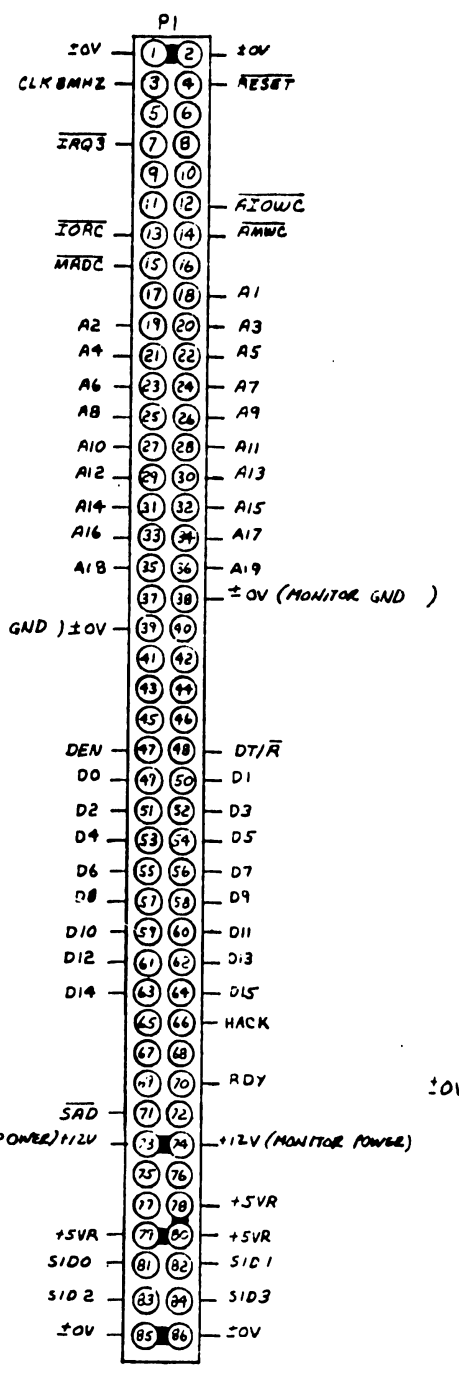 P1
±0V 1 2 ±0V
CLK 8MHZ 3 4 RESET
5 6
IRQ3 7 8
9 10
11 12 AIOWC
IORC 13 14 AMWC
MRDC 15 16
17 18 A1
A2 19 20 A3
A4 21 22 A5
A6 23 24 A7
A8 25 26 A9
A10 27 28 A11
A12 29 30 A13
A14 31 32 A15
A16 33 34 A17
A18 35 36 A19
37 38 ±0V (MONITOR GND )
GND ) ±0V 39 40
41 42
43 44
45 46
DEN 47 48 DT/R
D0 49 50 D1
D2 51 52 D3
D4 53 54 D5
D6 55 56 D7
D8 57 58 D9
D10 59 60 D11
D12 61 62 D13
D14 63 64 D15
65 66 HACK
67 68
69 70 RDY
±0V
SAD 71 72
POWER) +12V 73 74 +12V (MONITOR POWER)
75 76
77 78 +5VR
+5VR 79 80 +5VR
SID0 81 82 SID1
SID2 83 84 SID3
±0V 85 86 ±0V